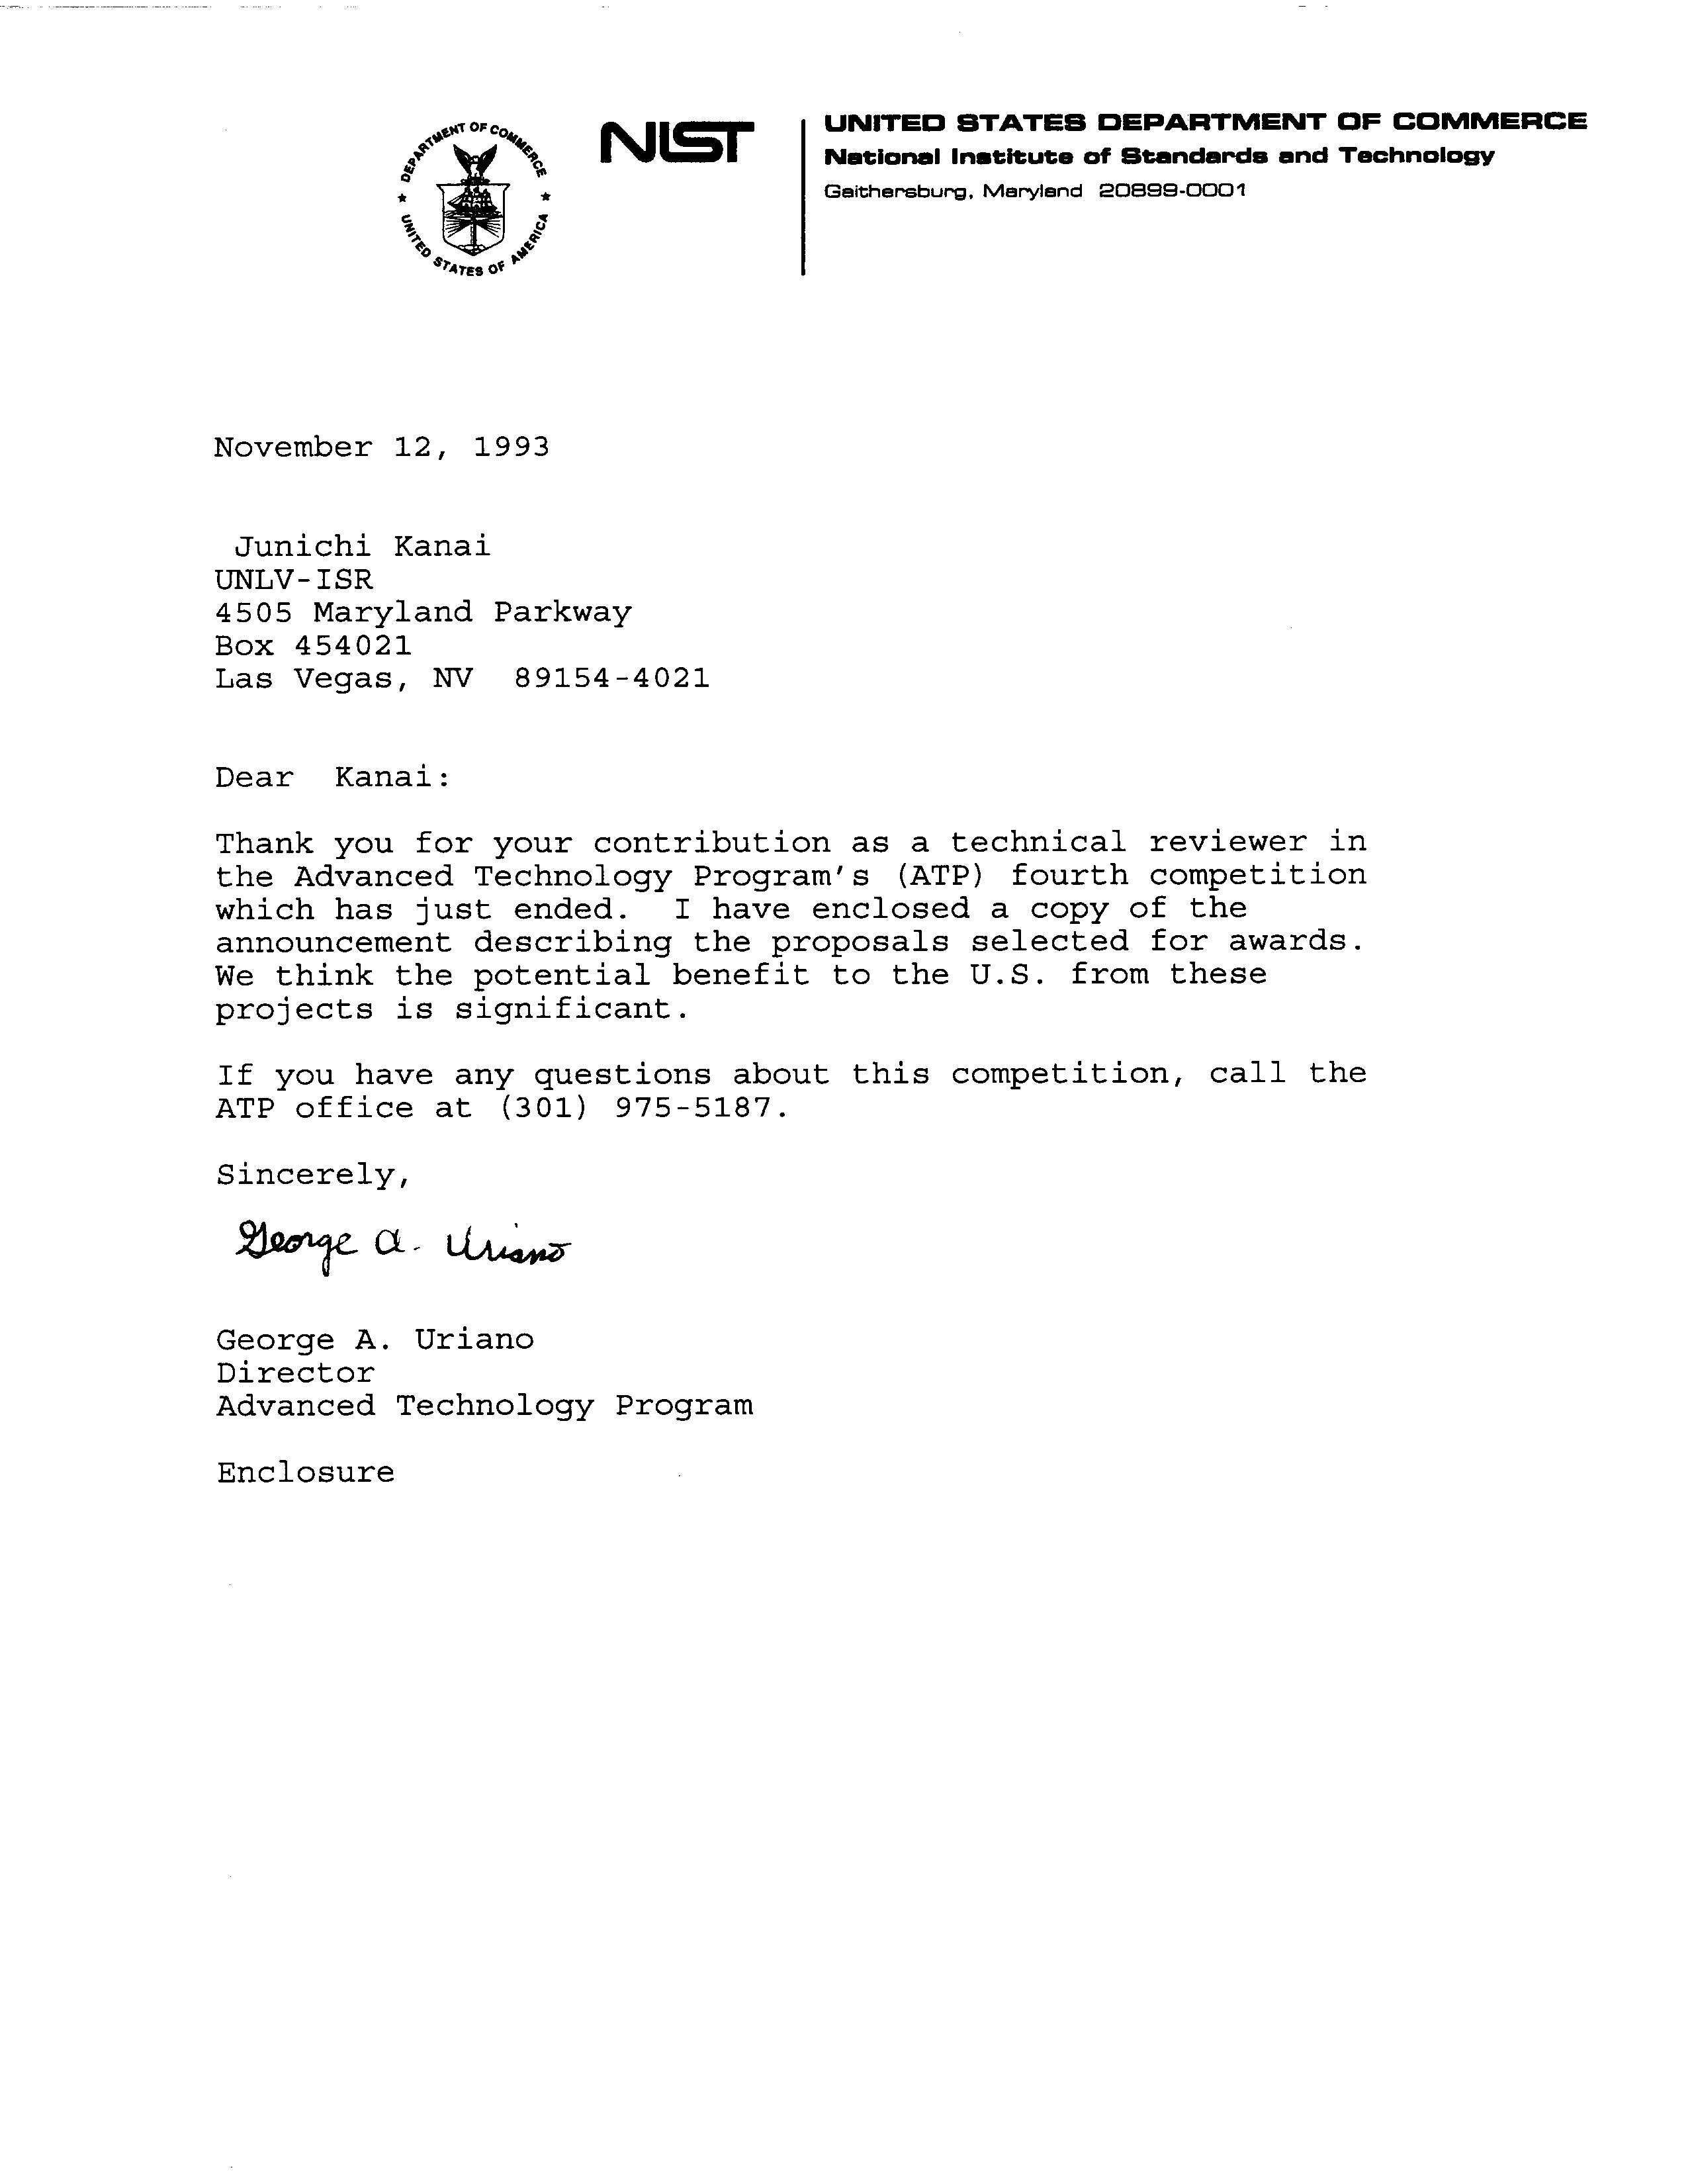 DEPARTMENT OF COMMERCE
UNITED STATES OF AMERICA
NIST
UNITED STATES DEPARTMENT OF COMMERCE
National Institute of Standards and Technology
Gaithersburg, Maryland 20899-0001
November 12, 1993
Junichi Kanai
UNLV-ISR
4505 Maryland Parkway
Box 454021
Las Vegas, NV 89154-4021
Dear Kanai:
Thank you for your contribution as a technical reviewer in
the Advanced Technology Program's (ATP) fourth competition
which has just ended. I have enclosed a copy of the
announcement describing the proposals selected for awards.
We think the potential benefit to the U.S. from these
projects is significant.
If you have any questions about this competition, call the
ATP office at (301) 975-5187.
Sincerely,
George A. Uriano
George A. Uriano
Director
Advanced Technology Program
Enclosure